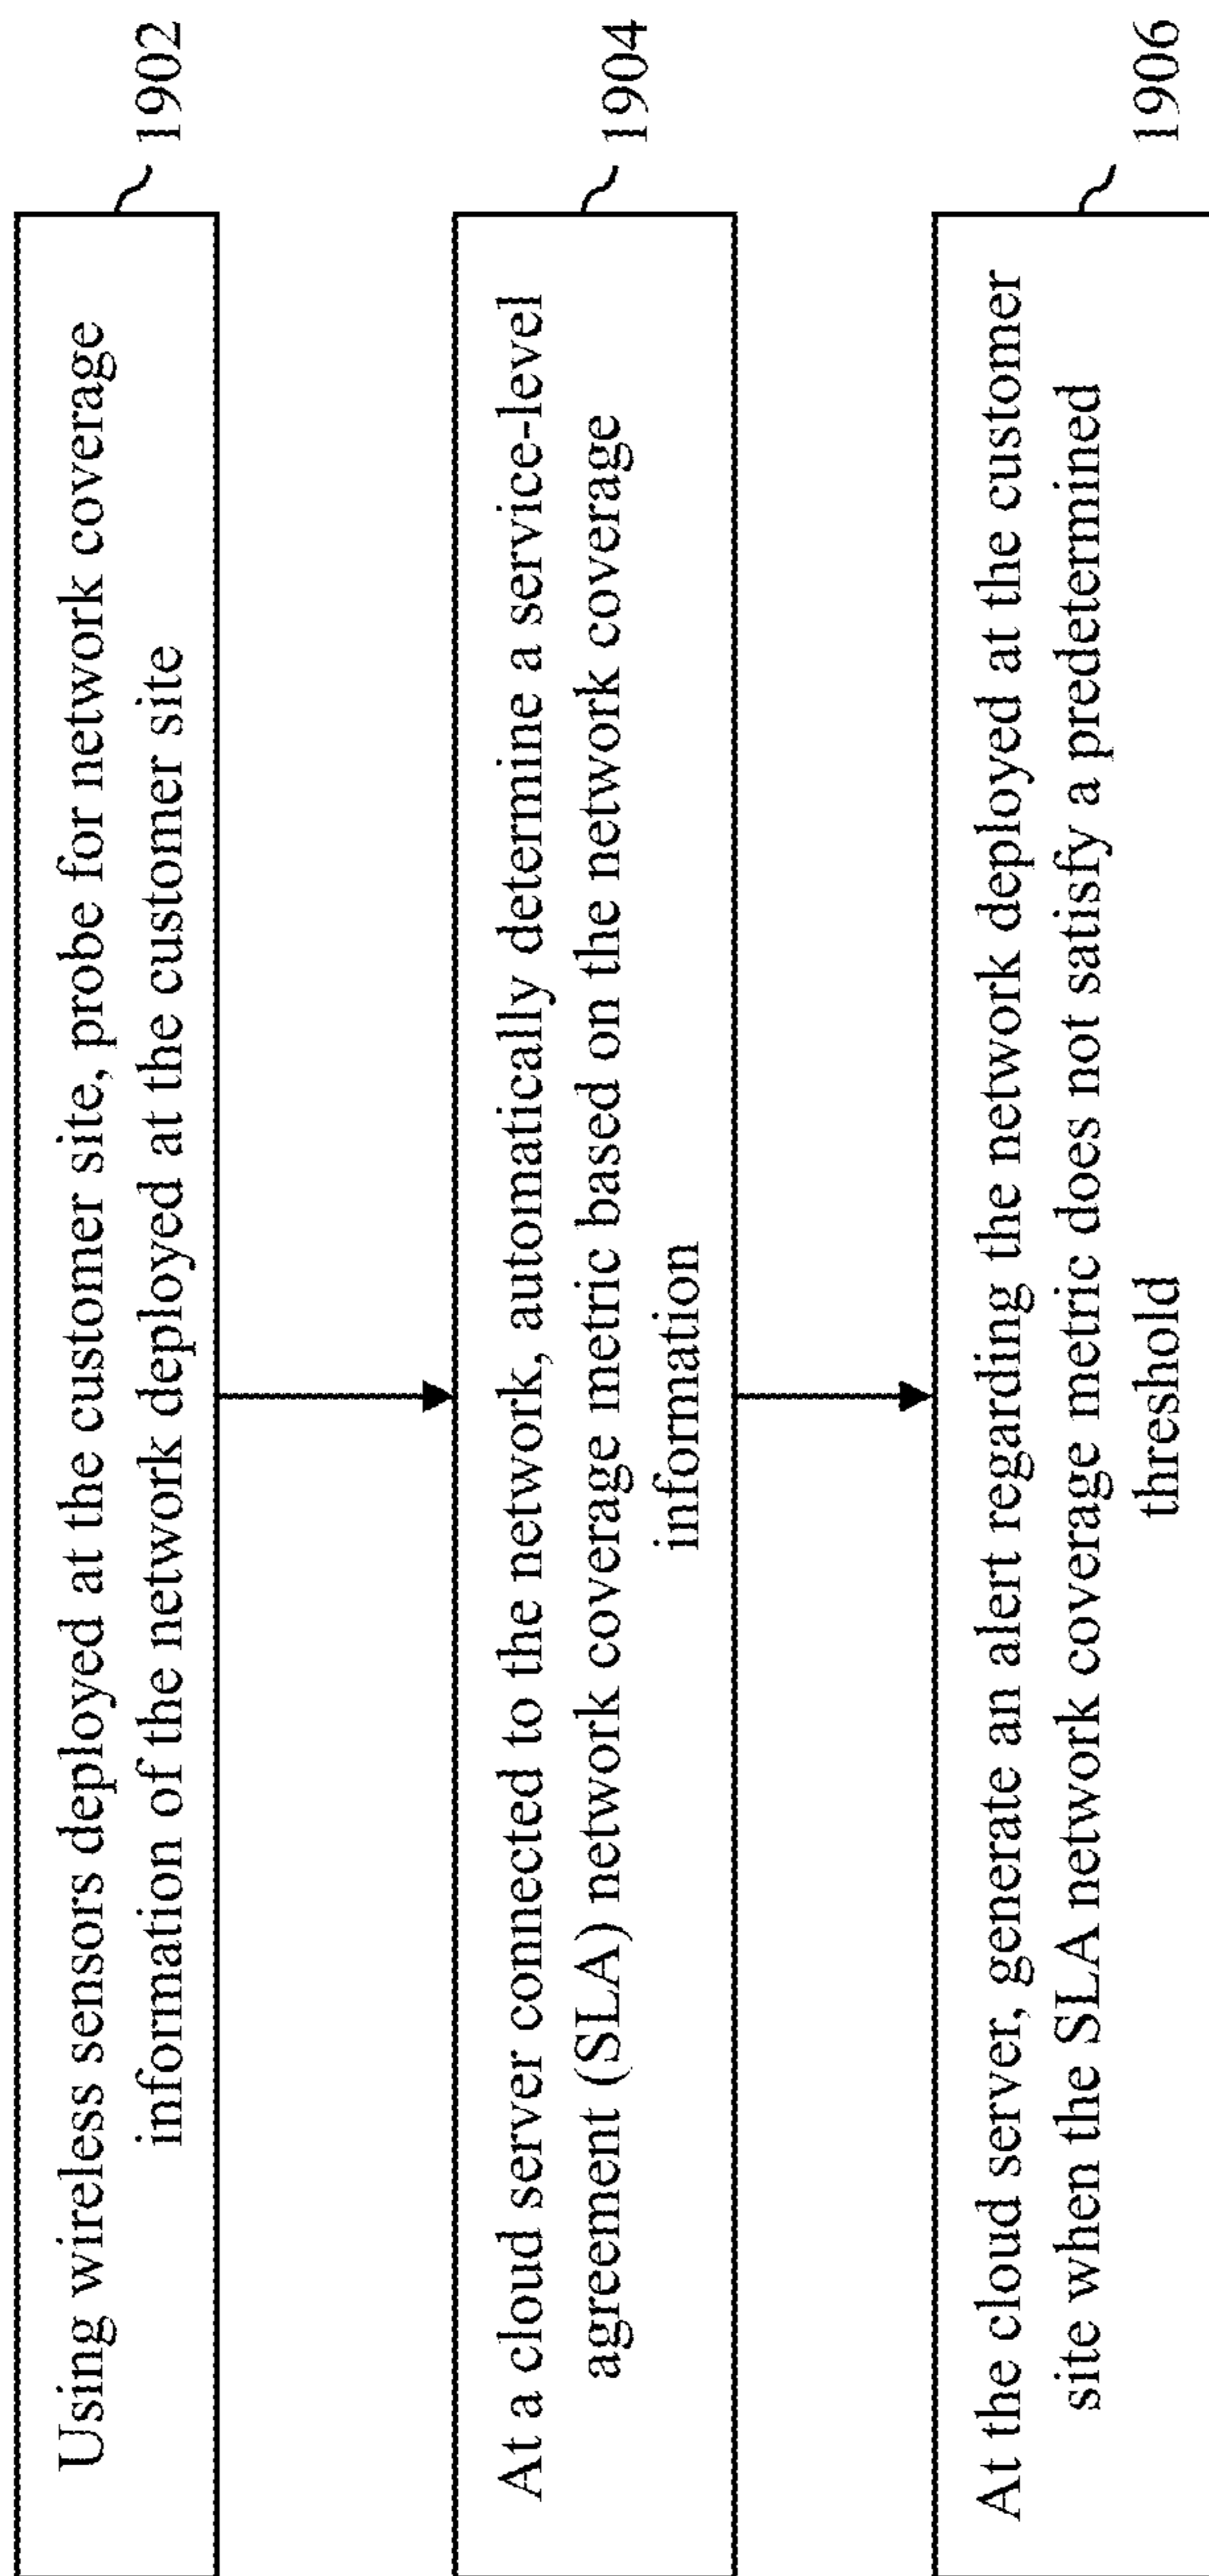 Using wireless sensors deployed at the customer site, probe for network coverage
information of the network deployed at the customer site
1902
At a cloud server connected to the network, automatically determine a service-level
agreement (SLA) network coverage metric based on the network coverage
information
1904
At the cloud server, generate an alert regarding the network deployed at the customer
site when the SLA network coverage metric does not satisfy a predetermined
threshold
1906